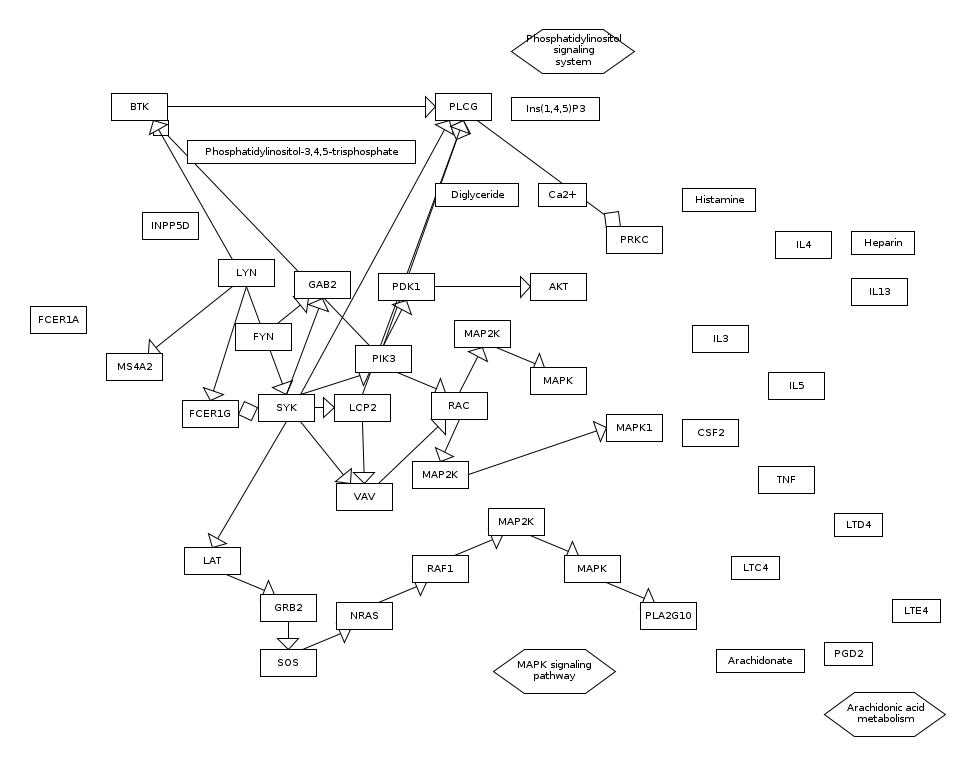 Phosphatidylinositol
signaling
system
BTK
PLCG
Ins(1,4,5)P3
Phosphatidylinositol-3,4,5-trisphosphate
Diglyceride
Ca2+
Histamine
INPP5D
PRKC
IL4
Heparin
LYN
GAB2
PDK1
AKT
IL13
FCER1A
FYN
MAP2K
IL3
MS4A2
PIK3
MAPK
IL5
FCER1G
SYK
LCP2
RAC
MAPK1
CSF2
MAP2K
TNF
VAV
MAP2K
LTD4
LAT
RAF1
MAPK
LTC4
GRB2
NRAS
PLA2G10
LTE4
SOS
MAPK signaling
pathway
Arachidonate
PGD2
Arachidonic acid
metabolism